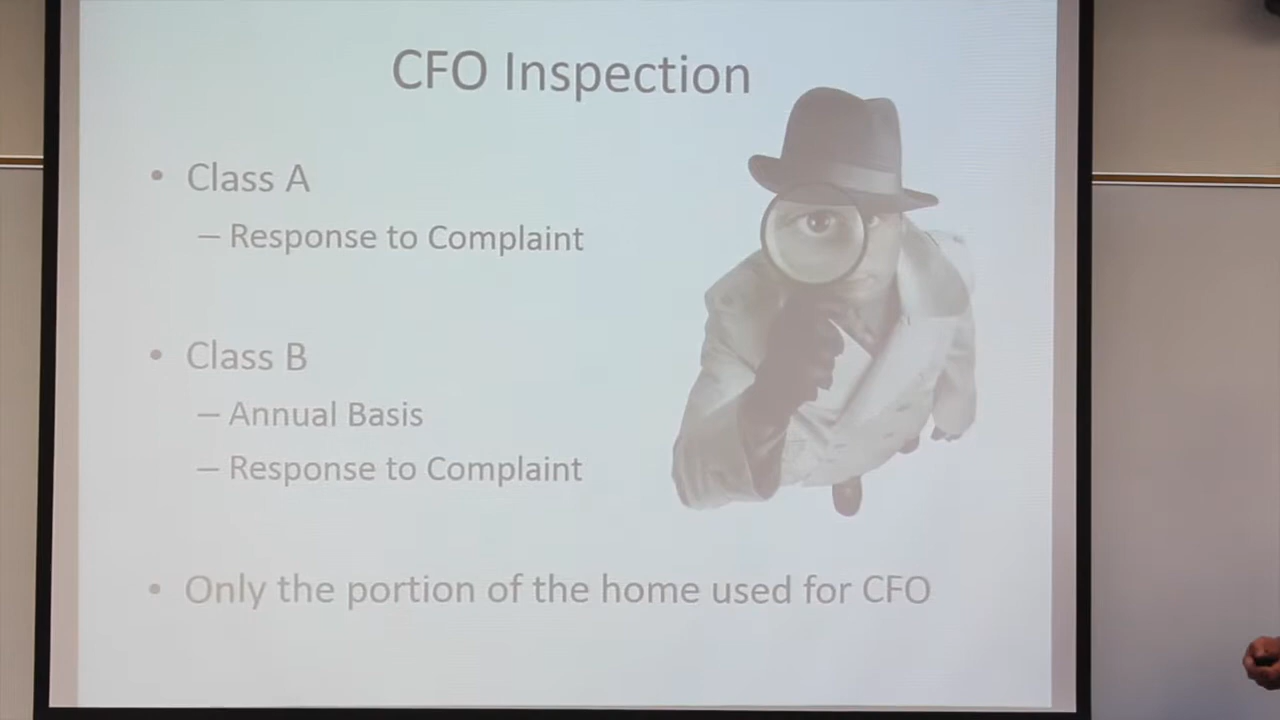 CFO Inspection
• Class A
– Response to Complaint
• Class B
– Annual Basis
– Response to Complaint
• Only the portion of the home used for CFO